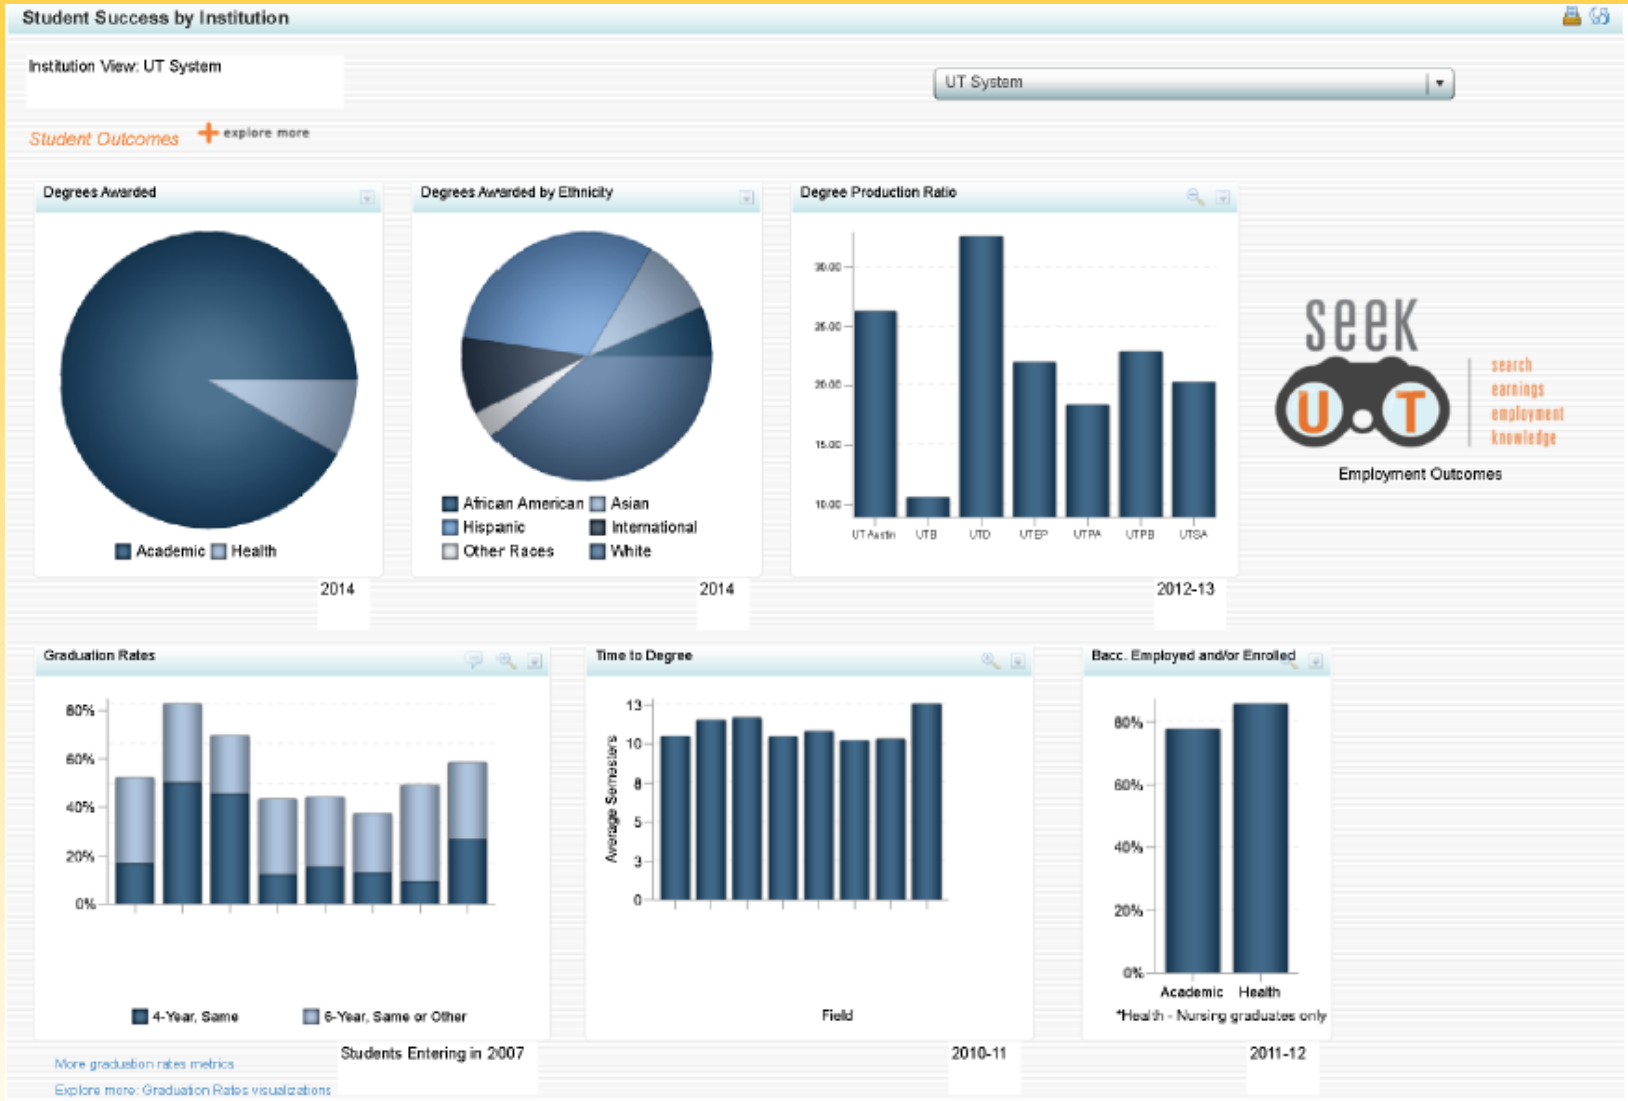 Student Success by Institution
Institution View: UT System
UT System
Student Outcomes
explore more
Degrees Awarded
Academic
Health
2014
Degrees Awarded by Ethnicity
African American
Asian
Hispanic
International
Other Races
White
2014
Degree Production Ratio
30.00
25.00
20.00
15.00
10.00
UT Austin
UTB
UTD
UTEP
UTPA
UTPB
UTSA
2012-13
seek
UT
search
earnings
employment
knowledge
Employment Outcomes
Graduation Rates
80%
60%
40%
20%
0%
4-Year, Same
6-Year, Same or Other
Students Entering in 2007
More graduation rates metrics
Explore more: Graduation Rates visualizations
Time to Degree
Average Semesters
13
10
8
5
3
0
Field
2010-11
Bacc. Employed and/or Enrolled
80%
60%
40%
20%
0%
Academic
Health
*Health - Nursing graduates only
2011-12